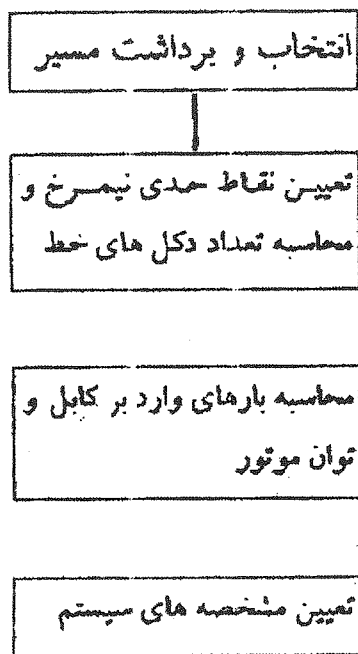 انتخاب و برداشت مسیر
تعیین نقاط حدی نیمرخ و
محاسبه تعداد دکل های خط
محاسبه بارهای وارد بر کابل و
توان موتور
تعیین مشخصه های سیستم